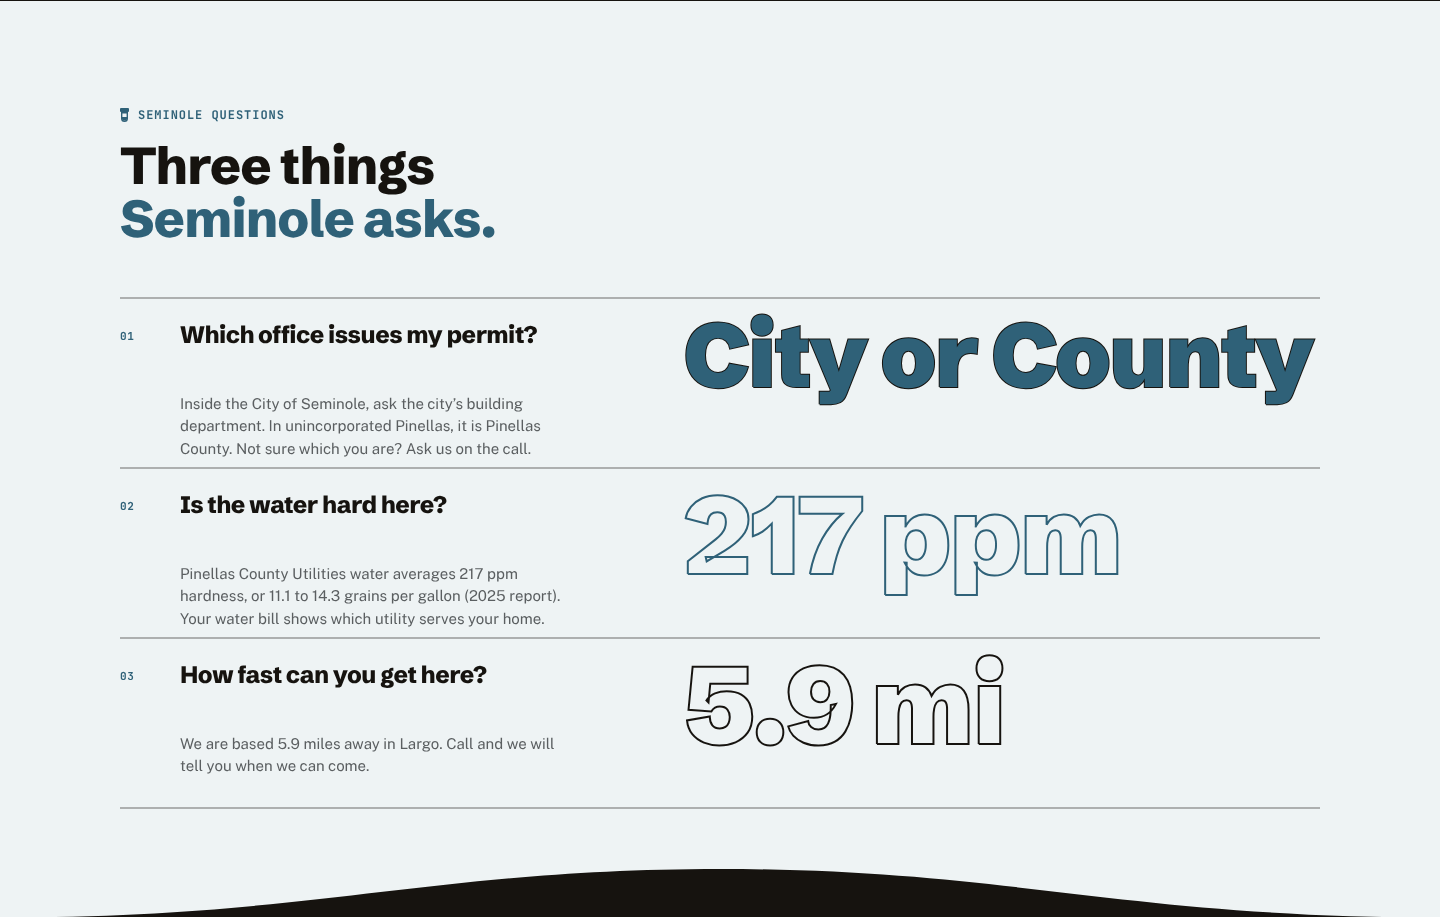 SEMINOLE QUESTIONS
Three things
Seminole asks.
01
Which office issues my permit?
City or County
Inside the City of Seminole, ask the city’s building
department. In unincorporated Pinellas, it is Pinellas
County. Not sure which you are? Ask us on the call.
02
Is the water hard here?
217 ppm
Pinellas County Utilities water averages 217 ppm
hardness, or 11.1 to 14.3 grains per gallon (2025 report).
Your water bill shows which utility serves your home.
03
How fast can you get here?
5.9 mi
We are based 5.9 miles away in Largo. Call and we will
tell you when we can come.